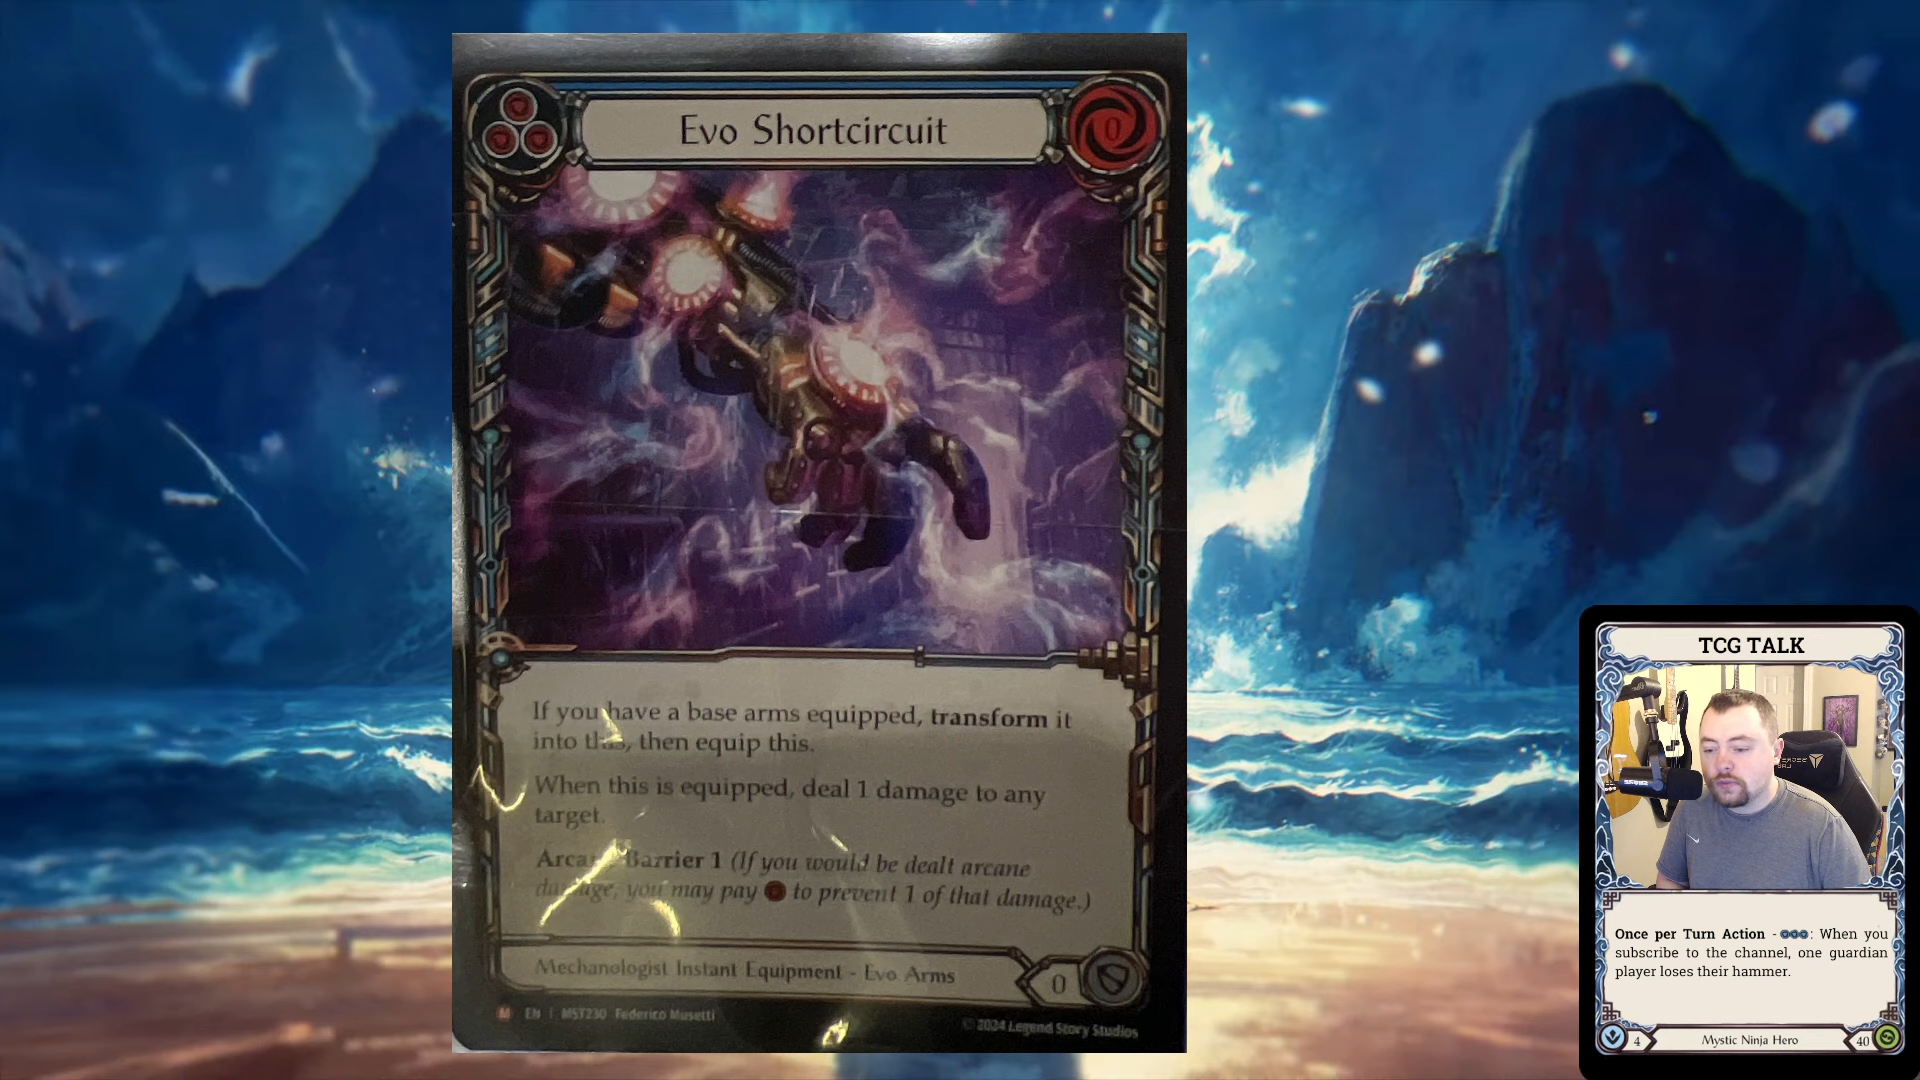 Evo Shortcircuit
0
If you have a base arms equipped, transform it
into this, then equip this.
When this is equipped, deal 1 damage to any
target.
Arcane Barrier 1 (If you would be dealt arcane
damage, you may pay to prevent 1 of that damage.)
Mechanologist Instant Equipment - Evo Arms
0
M EN | MST230 Federico Musetti
© 2024 Legend Story Studios
TCG TALK
Once per Turn Action - : When you
subscribe to the channel, one guardian
player loses their hammer.
4
Mystic Ninja Hero
40